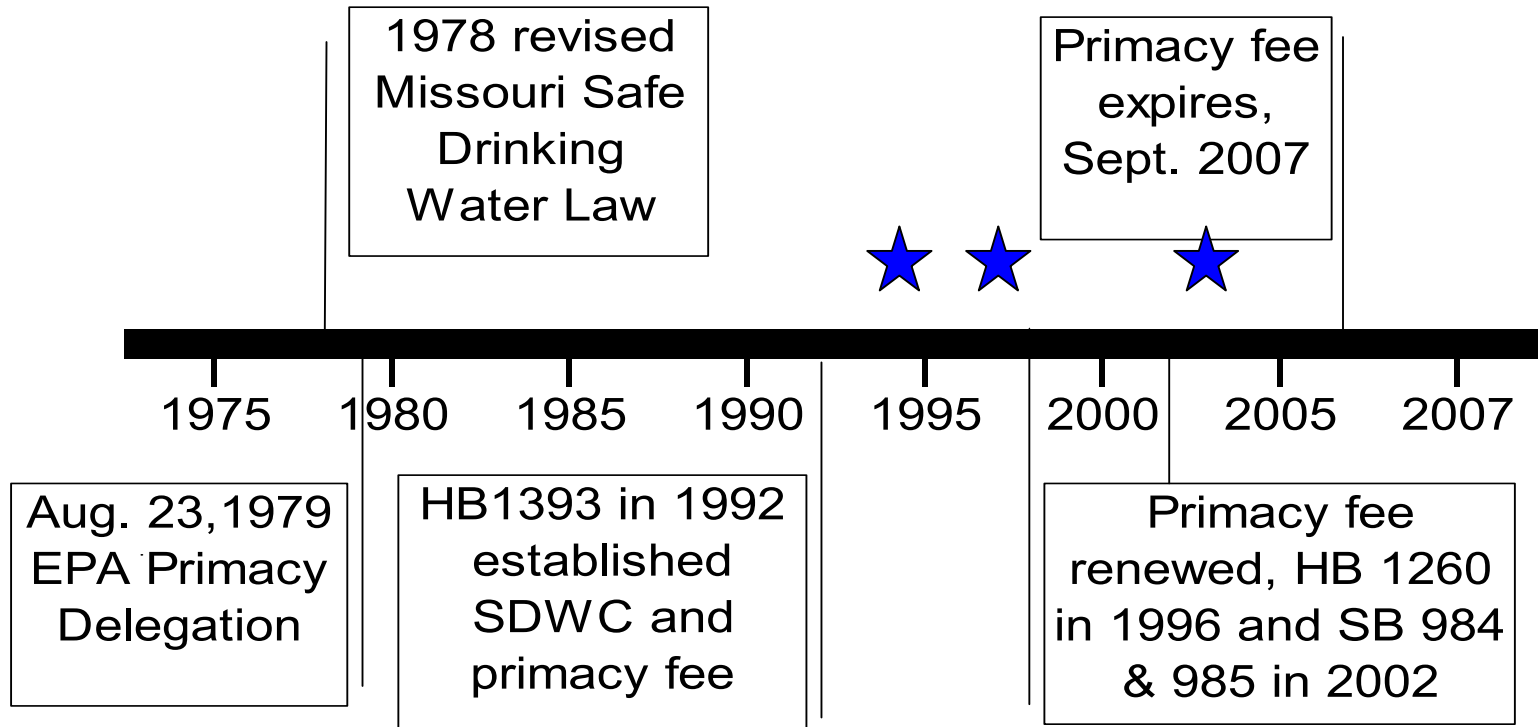 1978 revised
Missouri Safe
Drinking
Water Law
Primacy fee
expires,
Sept. 2007
1975 1980 1985 1990 1995 2000 2005 2007
Aug. 23,1979
EPA Primacy
Delegation
HB1393 in 1992
established
SDWC and
primacy fee
Primacy fee
renewed, HB 1260
in 1996 and SB 984
& 985 in 2002